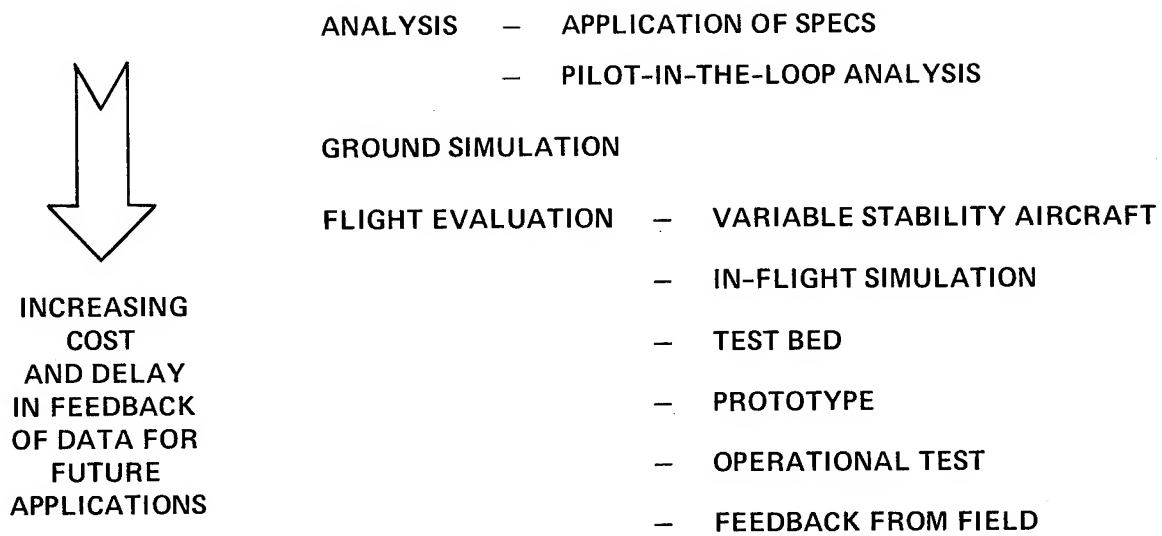 ANALYSIS – APPLICATION OF SPECS
– PILOT-IN-THE-LOOP ANALYSIS
GROUND SIMULATION
FLIGHT EVALUATION – VARIABLE STABILITY AIRCRAFT
– IN-FLIGHT SIMULATION
– TEST BED
– PROTOTYPE
– OPERATIONAL TEST
– FEEDBACK FROM FIELD
INCREASING
COST
AND DELAY
IN FEEDBACK
OF DATA FOR
FUTURE
APPLICATIONS